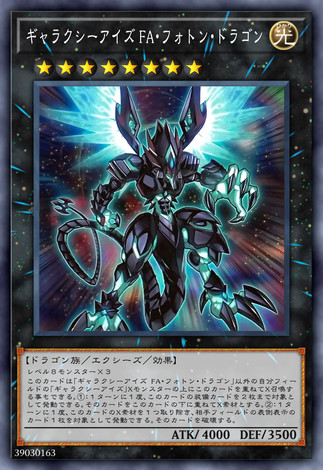 ギャラクシーアイズ FA・フォトン・ドラゴン
光
【ドラゴン族／エクシーズ／効果】
レベル８モンスター×３
このカードは「ギャラクシーアイズ FA・フォトン・ドラゴン」以外の自分フィー
ルドの「ギャラクシーアイズ」Xモンスターの上にこのカードを重ねてX召喚す
る事もできる。①:１ターンに１度、このカードの装備カードを２枚まで対象と
して発動できる。そのカードをこのカードの下に重ねてX素材とする。②:１タ
ーンに１度、このカードのX素材を１つ取り除き、相手フィールドの表側表示の
カード１枚を対象として発動できる。そのカードを破壊する。
ATK/ 4000 DEF/3500
39030163